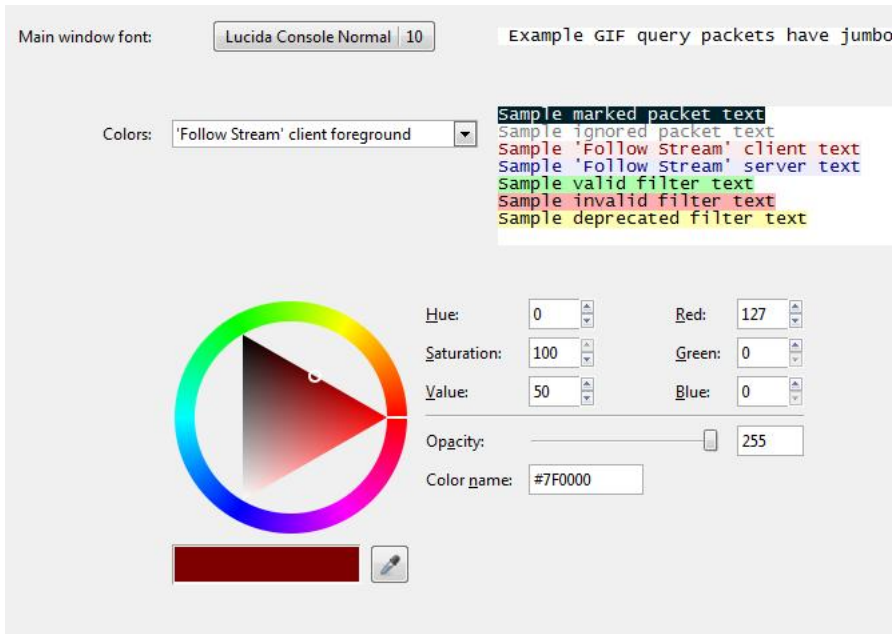 Main window font: Lucida Console Normal 10 Example GIF query packets have jumbo
Colors: 'Follow Stream' client foreground
Sample marked packet text
Sample ignored packet text
Sample 'Follow Stream' client text
Sample 'Follow Stream' server text
Sample valid filter text
Sample invalid filter text
Sample deprecated filter text
Hue: 0 Red: 127
Saturation: 100 Green: 0
Value: 50 Blue: 0
Opacity: 255
Color name: #7F0000